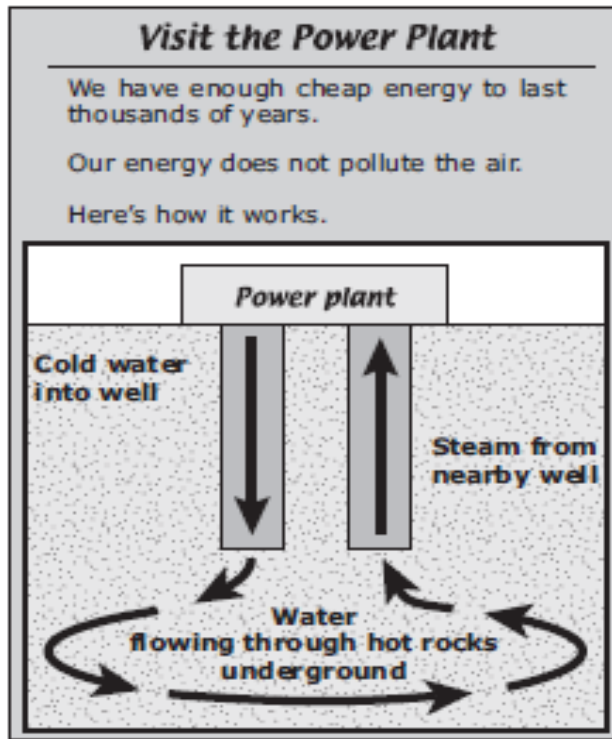 Visit the Power Plant
We have enough cheap energy to last
thousands of years.
Our energy does not pollute the air.
Here's how it works.
Power plant
Cold water
into well
Steam from
nearby well
Water
flowing through hot rocks
underground